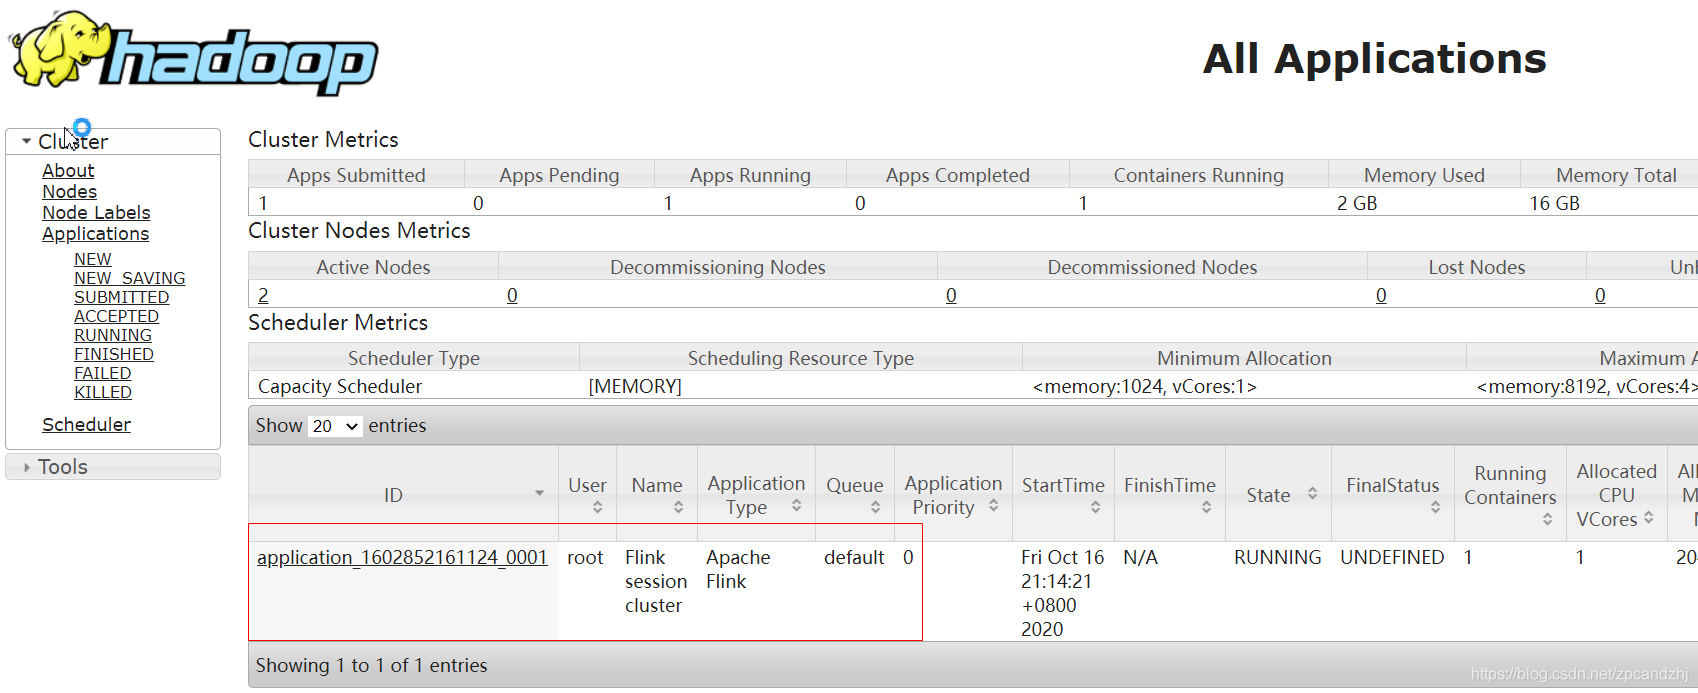 hadoop
All Applications
Cluster
About
Nodes
Node Labels
Applications
NEW
NEW_SAVING
SUBMITTED
ACCEPTED
RUNNING
FINISHED
FAILED
KILLED
Scheduler
Tools
Cluster Metrics
Apps Submitted Apps Pending Apps Running Apps Completed Containers Running Memory Used Memory Total
1 0 1 0 1 2 GB 16 GB
Cluster Nodes Metrics
Active Nodes Decommissioning Nodes Decommissioned Nodes Lost Nodes
2 0 0 0 0
Scheduler Metrics
Scheduler Type Scheduling Resource Type Minimum Allocation Maximum A
Capacity Scheduler [MEMORY] <memory:1024, vCores:1> <memory:8192, vCores:4>
Show 20 entries
ID User Name Application Type Queue Application Priority StartTime FinishTime State FinalStatus Running Containers Allocated CPU VCores
application_1602852161124_0001 root Flink Apache default 0 Fri Oct 16 N/A RUNNING UNDEFINED 1 1 20
session Flink 21:14:21
cluster +0800
2020
Showing 1 to 1 of 1 entries
https://blog.csdn.net/zpcandzhj